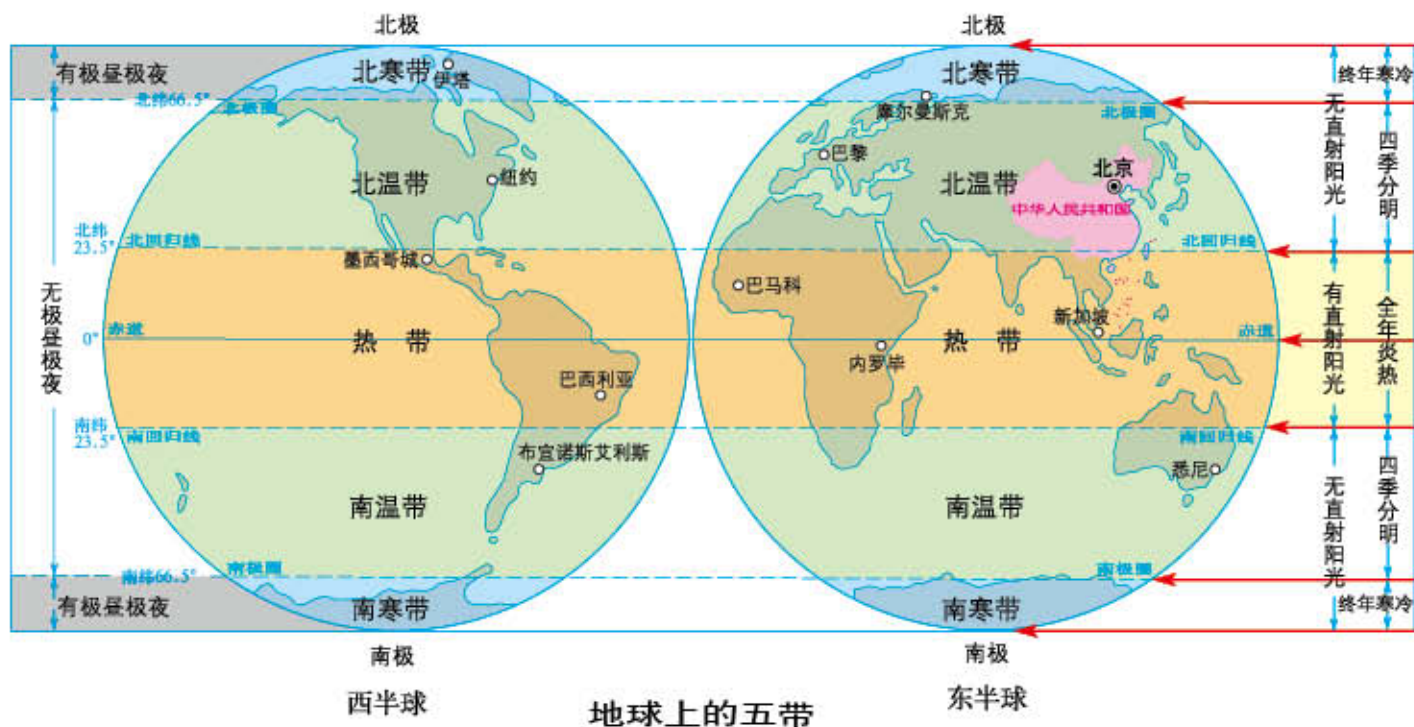 北极
北极
有极昼极夜
北寒带
伊塔
北寒带
终年寒冷
北纬66.5°
北极圈
摩尔曼斯克
北极圈
无直射阳光
四季分明
巴黎
北温带
纽约
北温带
北京
中华人民共和国
北纬
23.5°
北回归线
北回归线
墨西哥城
巴马科
新加坡
无极昼极夜
有直射阳光
全年炎热
赤道
赤道
0°
热 带
热 带
内罗毕
巴西利亚
南纬
23.5°
南回归线
南回归线
布宜诺斯艾利斯
悉尼
南温带
南温带
无直射阳光
四季分明
南纬66.5°
南极圈
南极圈
有极昼极夜
南寒带
南寒带
终年寒冷
南极
南极
西半球
东半球
地球上的五带